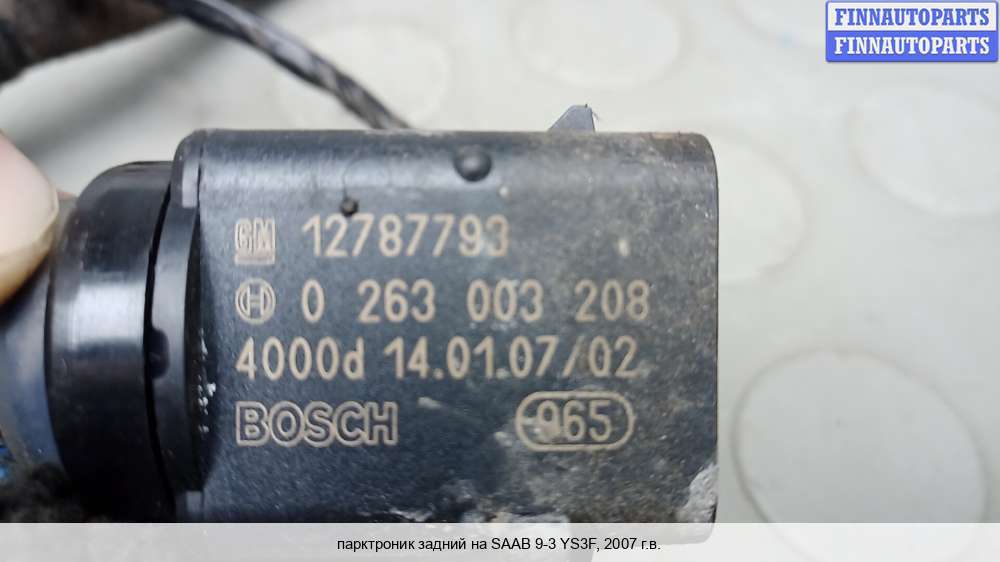 FINNAUTOPARTS
FINNAUTOPARTS
GM 12787793
0 263 003 208
4000d 14.01.07/02
BOSCH 965
парктроник задний на SAAB 9-3 YS3F, 2007 г.в.